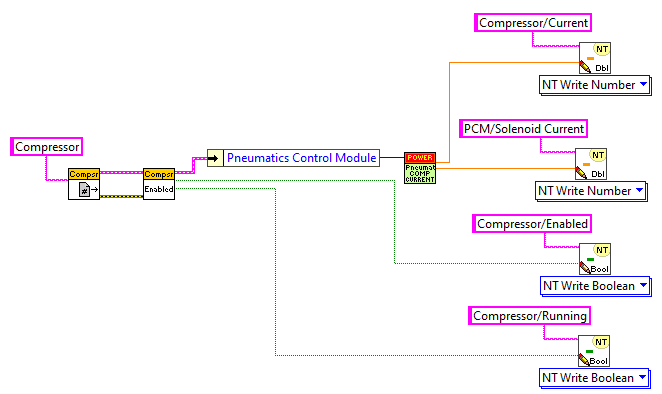 Compressor/Current
NT
Dbl
NT Write Number
Compressor
Pneumatics Control Module
POWER
Pneumat
COMP
CURRENT
PCM/Solenoid Current
NT
Dbl
NT Write Number
Compsr
#
Compsr
Enabled
Compressor/Enabled
NT
Bool
NT Write Boolean
Compressor/Running
NT
Bool
NT Write Boolean